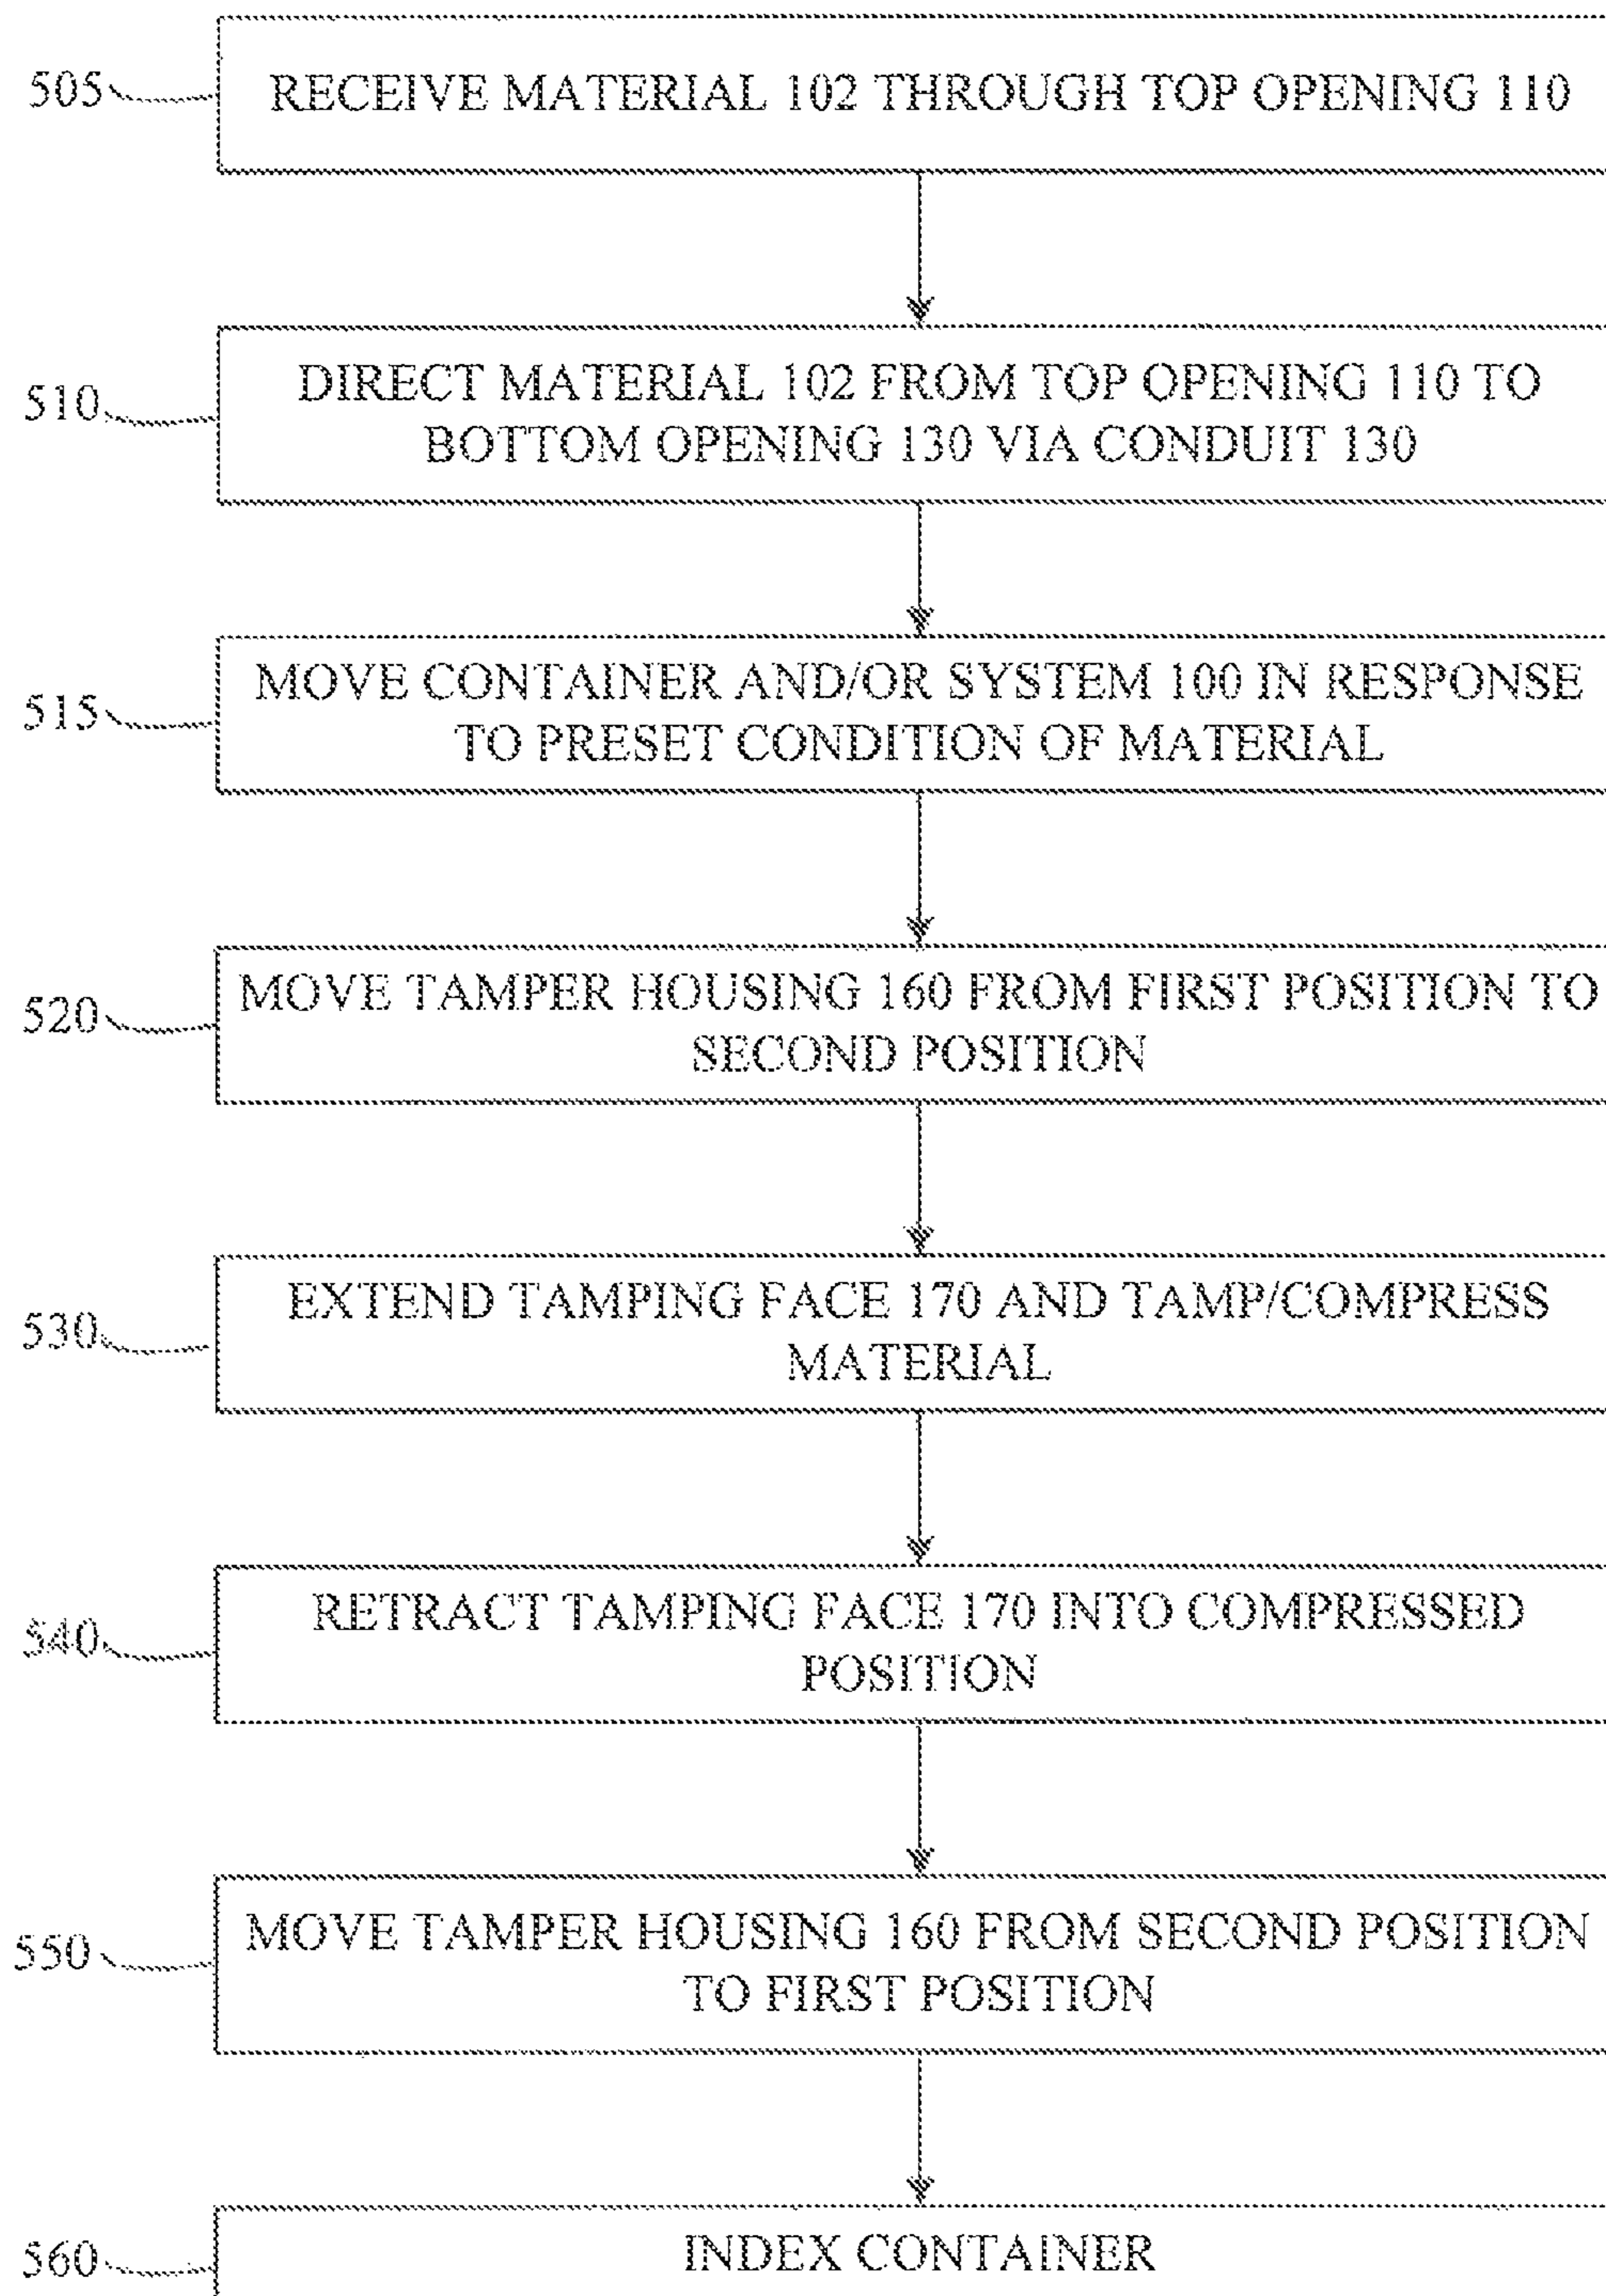 505
RECEIVE MATERIAL 102 THROUGH TOP OPENING 110
510
DIRECT MATERIAL 102 FROM TOP OPENING 110 TO
BOTTOM OPENING 130 VIA CONDUIT 130
515
MOVE CONTAINER AND/OR SYSTEM 100 IN RESPONSE
TO PRESET CONDITION OF MATERIAL
520
MOVE TAMPER HOUSING 160 FROM FIRST POSITION TO
SECOND POSITION
530
EXTEND TAMPING FACE 170 AND TAMP/COMPRESS
MATERIAL
540
RETRACT TAMPING FACE 170 INTO COMPRESSED
POSITION
550
MOVE TAMPER HOUSING 160 FROM SECOND POSITION
TO FIRST POSITION
560
INDEX CONTAINER